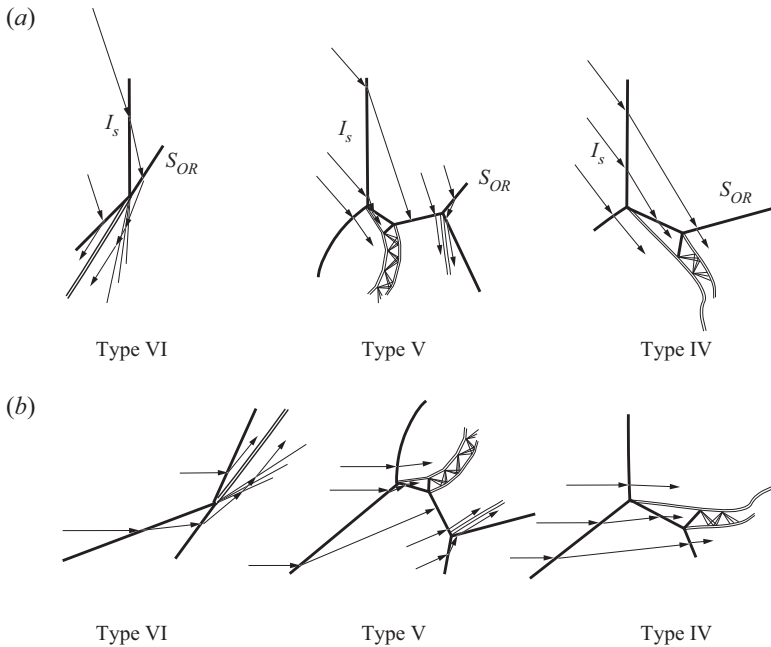 (a)
I_s
S_OR
I_s
S_OR
I_s
S_OR
Type VI
Type V
Type IV
(b)
Type VI
Type V
Type IV